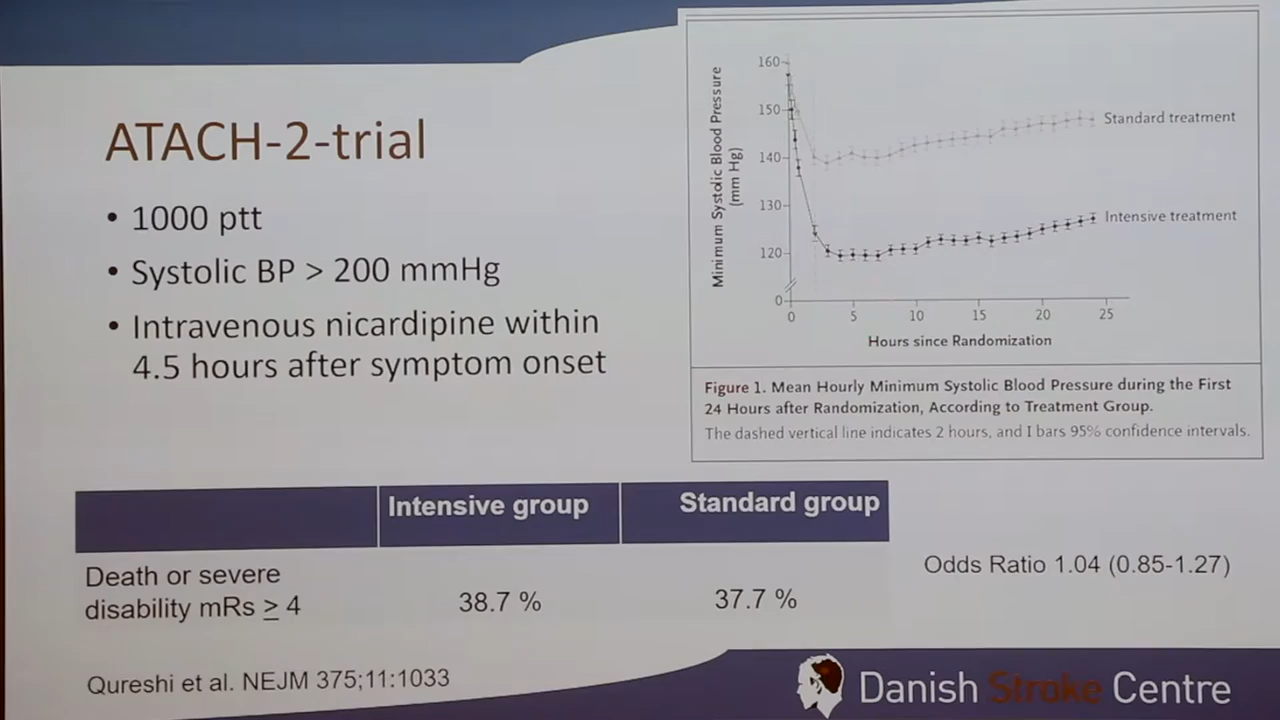 ATACH-2-trial
• 1000 ptt
• Systolic BP > 200 mmHg
• Intravenous nicardipine within
4.5 hours after symptom onset
Minimum Systolic Blood Pressure
(mm Hg)
160
150
140
130
120
0
0 5 10 15 20 25
Hours since Randomization
Standard treatment
Intensive treatment
Figure 1. Mean Hourly Minimum Systolic Blood Pressure during the First
24 Hours after Randomization, According to Treatment Group.
The dashed vertical line indicates 2 hours, and I bars 95% confidence intervals.
Intensive group Standard group
Death or severe
disability mRs ≥ 4
38.7 % 37.7 %
Odds Ratio 1.04 (0.85-1.27)
Qureshi et al. NEJM 375;11:1033
Danish Stroke Centre